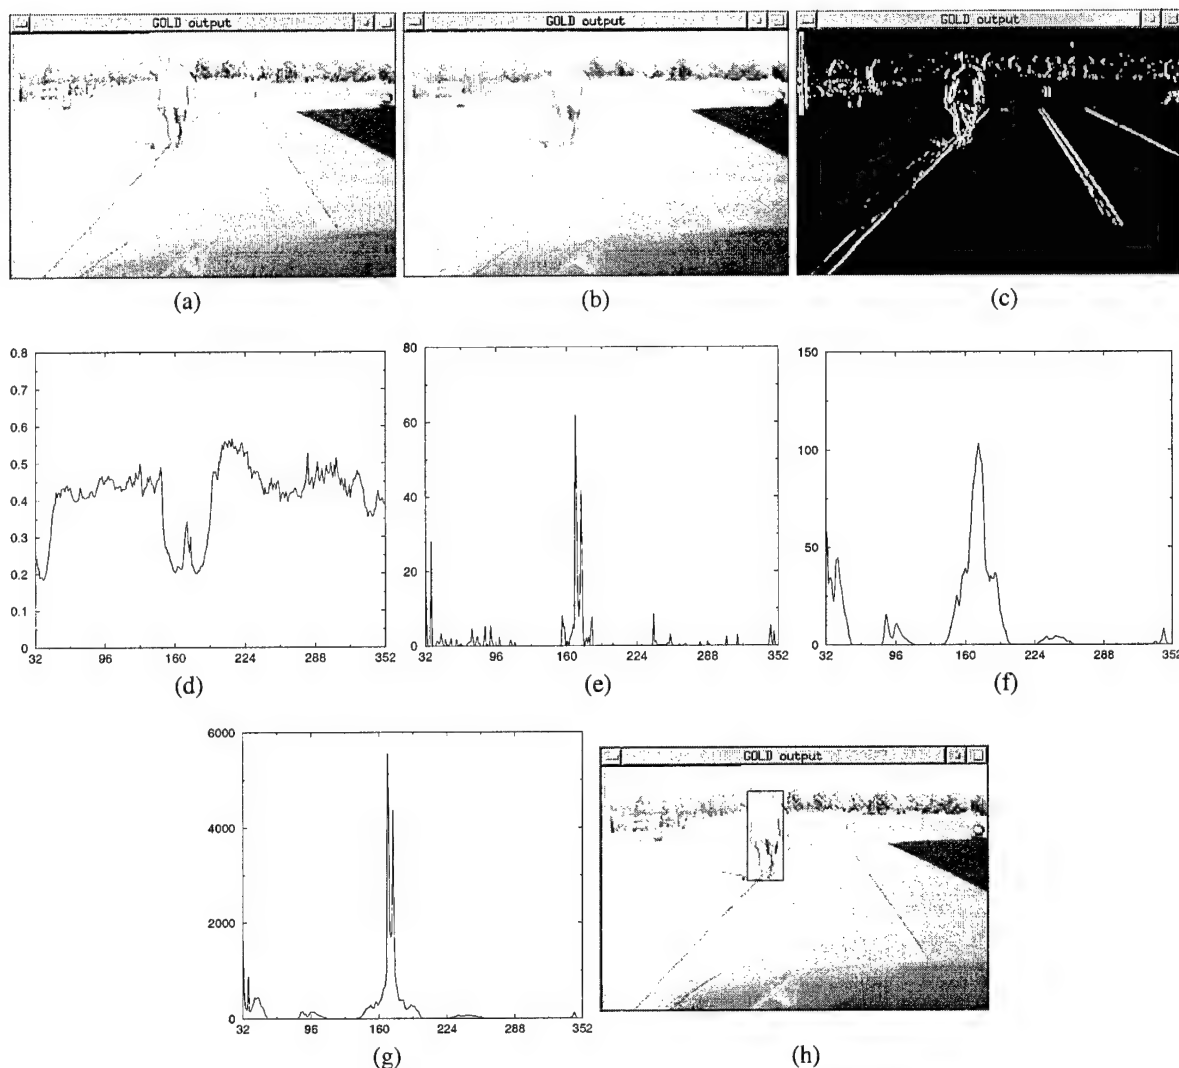 GOLD output
GOLD output
GOLD output
(a)
(b)
(c)
0.8
0.7
0.6
0.5
0.4
0.3
0.2
0.1
0
32 96 160 224 288 352
(d)
80
60
40
20
0
32 96 160 224 288 352
(e)
150
100
50
0
32 96 160 224 288 352
(f)
6000
4000
2000
0
32 96 160 224 288 352
(g)
GOLD output
(h)